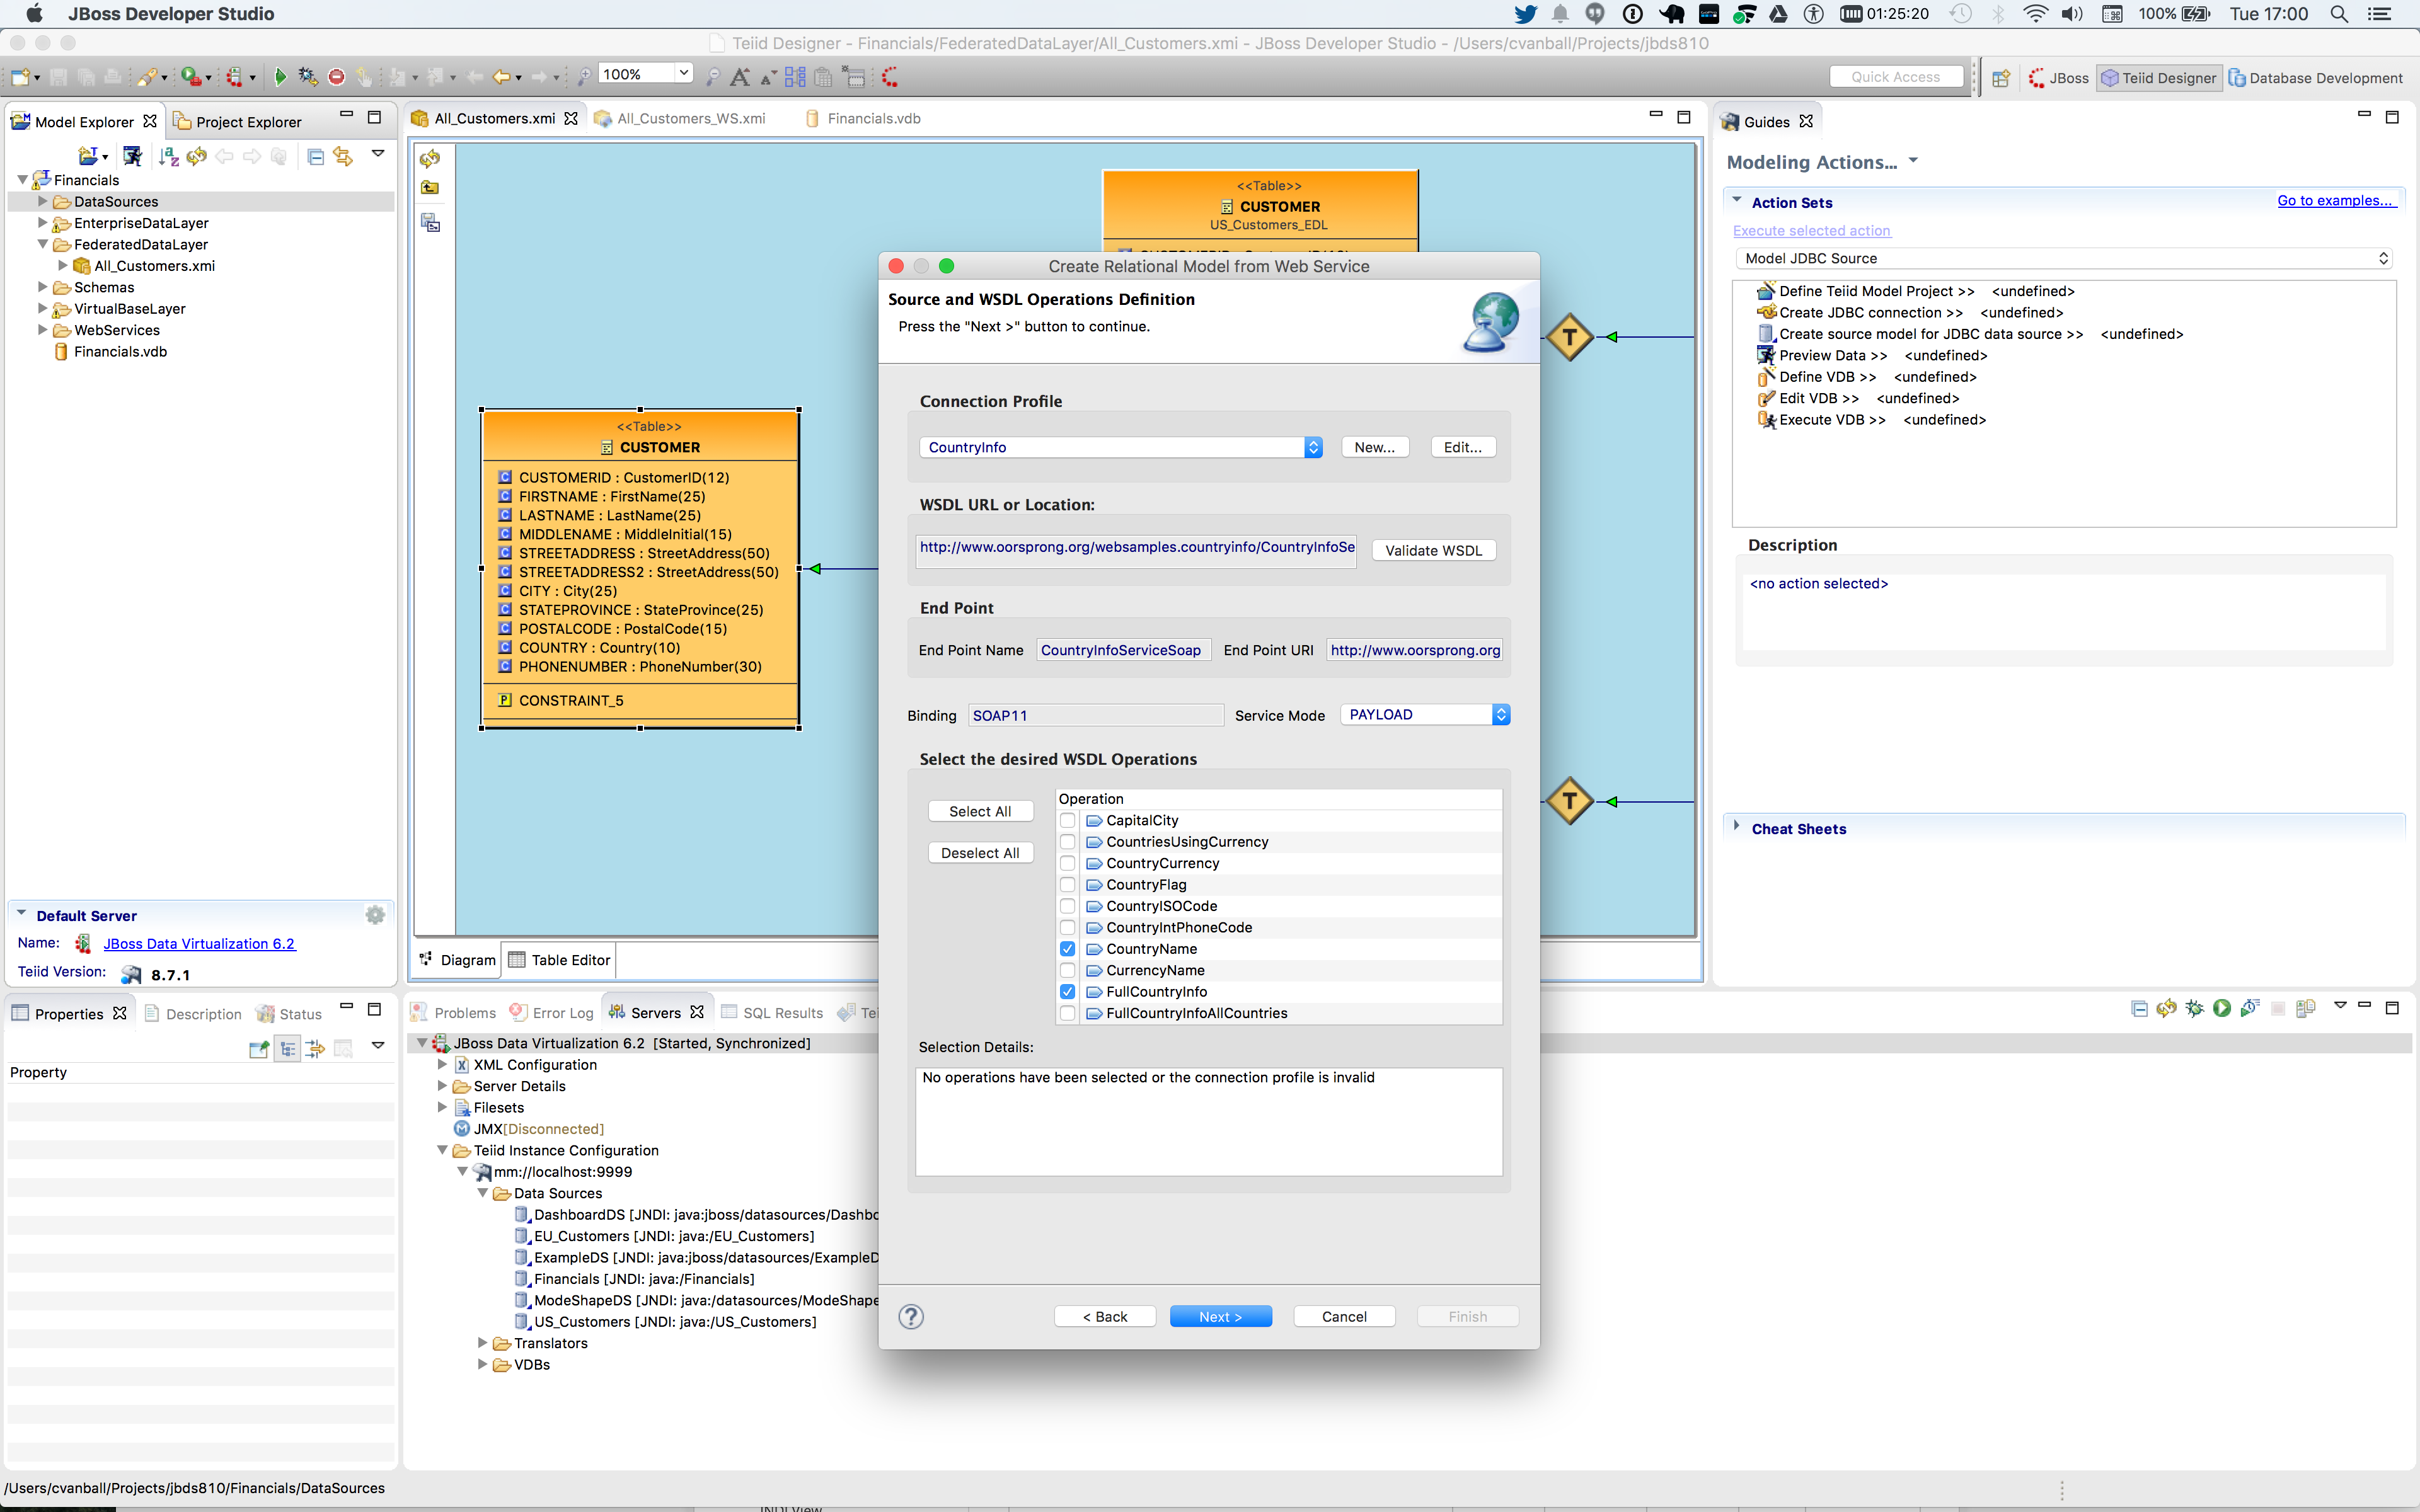 JBoss Developer Studio
01:25:20
100%
Tue 17:00
Teiid Designer - Financials/FederatedDataLayer/All_Customers.xmi - JBoss Developer Studio - /Users/cvanball/Projects/jbds810
100%
Quick Access
JBoss
Teiid Designer
Database Development
Model Explorer
Project Explorer
Financials
DataSources
EnterpriseDataLayer
FederatedDataLayer
All_Customers.xmi
Schemas
VirtualBaseLayer
WebServices
Financials.vdb
Default Server
Name: JBoss Data Virtualization 6.2
Teiid Version: 8.7.1
All_Customers.xmi
All_Customers_WS.xmi
Financials.vdb
<<Table>>
CUSTOMER
US_Customers_EDL
<<Table>>
CUSTOMER
CUSTOMERID : CustomerID(12)
FIRSTNAME : FirstName(25)
LASTNAME : LastName(25)
MIDDLENAME : MiddleInitial(15)
STREETADDRESS : StreetAddress(50)
STREETADDRESS2 : StreetAddress(50)
CITY : City(25)
STATEPROVINCE : StateProvince(25)
POSTALCODE : PostalCode(15)
COUNTRY : Country(10)
PHONENUMBER : PhoneNumber(30)
CONSTRAINT_5
T
T
Diagram
Table Editor
Create Relational Model from Web Service
Source and WSDL Operations Definition
Press the "Next >" button to continue.
Connection Profile
CountryInfo
New...
Edit...
WSDL URL or Location:
http://www.oorsprong.org/websamples.countryinfo/CountryInfoSe
Validate WSDL
End Point
End Point Name
CountryInfoServiceSoap
End Point URI
http://www.oorsprong.org
Binding
SOAP11
Service Mode
PAYLOAD
Select the desired WSDL Operations
Select All
Deselect All
Operation
CapitalCity
CountriesUsingCurrency
CountryCurrency
CountryFlag
CountryISOCode
CountryIntPhoneCode
CountryName
CurrencyName
FullCountryInfo
FullCountryInfoAllCountries
Selection Details:
No operations have been selected or the connection profile is invalid
< Back
Next >
Cancel
Finish
Guides
Modeling Actions...
Action Sets
Go to examples...
Execute selected action
Model JDBC Source
Define Teiid Model Project >> <undefined>
Create JDBC connection >> <undefined>
Create source model for JDBC data source >> <undefined>
Preview Data >> <undefined>
Define VDB >> <undefined>
Edit VDB >> <undefined>
Execute VDB >> <undefined>
Description
<no action selected>
Cheat Sheets
Properties
Description
Status
Property
Problems
Error Log
Servers
SQL Results
Tei
JBoss Data Virtualization 6.2 [Started, Synchronized]
XML Configuration
Server Details
Filesets
JMX[Disconnected]
Teiid Instance Configuration
mm://localhost:9999
Data Sources
DashboardDS [JNDI: java:jboss/datasources/Dashbo
EU_Customers [JNDI: java:/EU_Customers]
ExampleDS [JNDI: java:jboss/datasources/ExampleD
Financials [JNDI: java:/Financials]
ModeShapeDS [JNDI: java:/datasources/ModeShape
US_Customers [JNDI: java:/US_Customers]
Translators
VDBs
/Users/cvanball/Projects/jbds810/Financials/DataSources